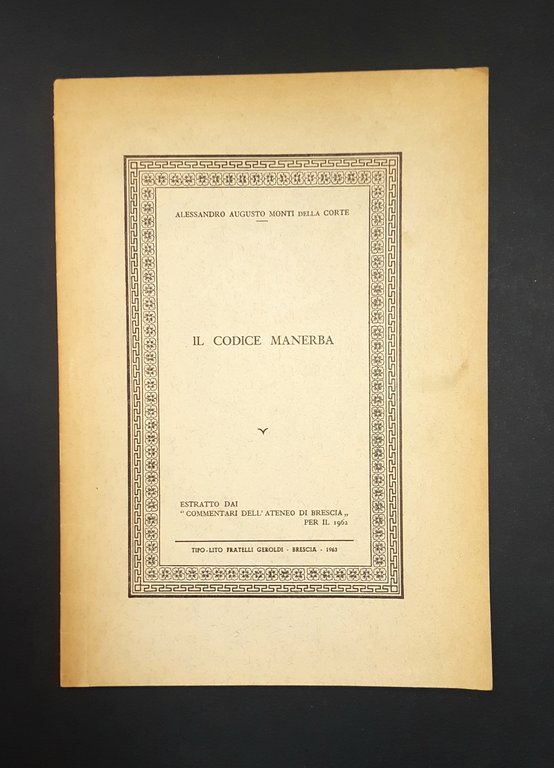 ALESSANDRO AUGUSTO MONTI DELLA CORTE
IL CODICE MANERBA
ESTRATTO DAI
“ COMMENTARI DELL' ATENEO DI BRESCIA „
PER IL 1962
TIPO-LITO FRATELLI GEROLDI - BRESCIA - 1963